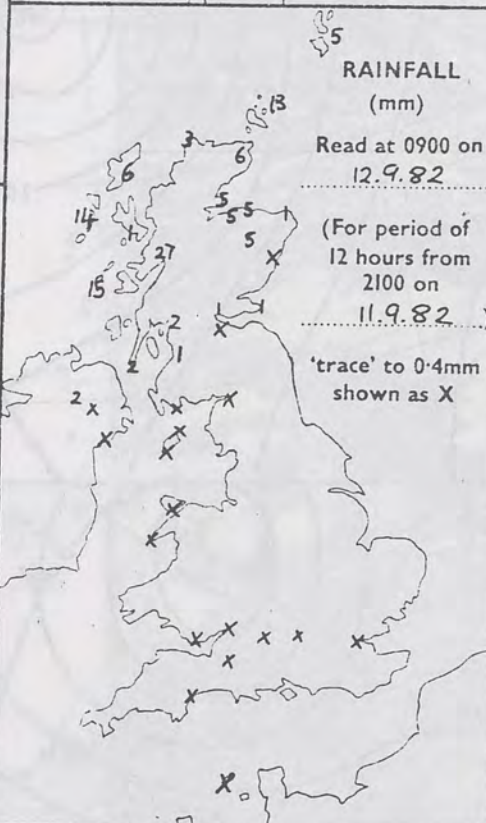 5
RAINFALL
(mm)
13
Read at 0900 on
12.9.82
3
6
6
5
5 5 1
14
(For period of
12 hours from
2100 on
11.9.82
5
X
27
15
1 1
2
X
2 1
'trace' to 0·4mm
shown as X
2
X
X X
X
X
X
X
X
X X
X X X
X
X
X